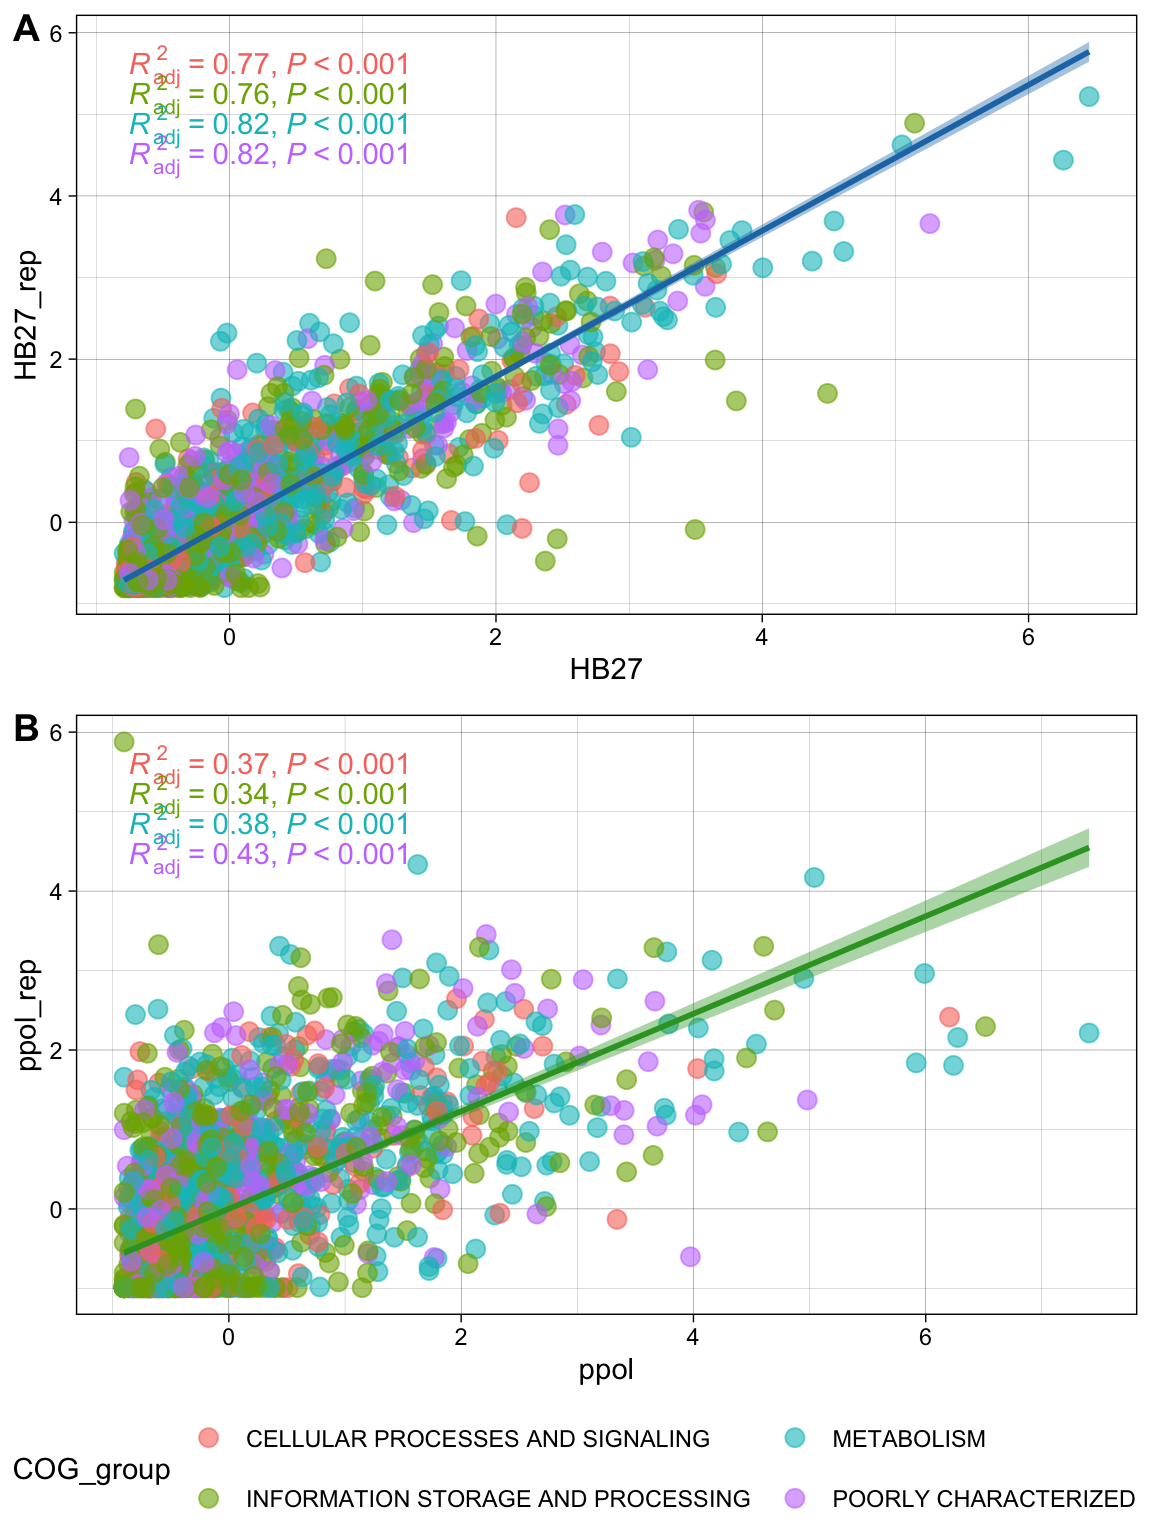 A
6
R²adj = 0.77, P < 0.001
R²adj = 0.76, P < 0.001
R²adj = 0.82, P < 0.001
R²adj = 0.82, P < 0.001
4
HB27_rep
2
0
0 2 4 6
HB27
B
6
R²adj = 0.37, P < 0.001
R²adj = 0.34, P < 0.001
R²adj = 0.38, P < 0.001
R²adj = 0.43, P < 0.001
4
ppol_rep
2
0
0 2 4 6
ppol
COG_group
CELLULAR PROCESSES AND SIGNALING
METABOLISM
INFORMATION STORAGE AND PROCESSING
POORLY CHARACTERIZED